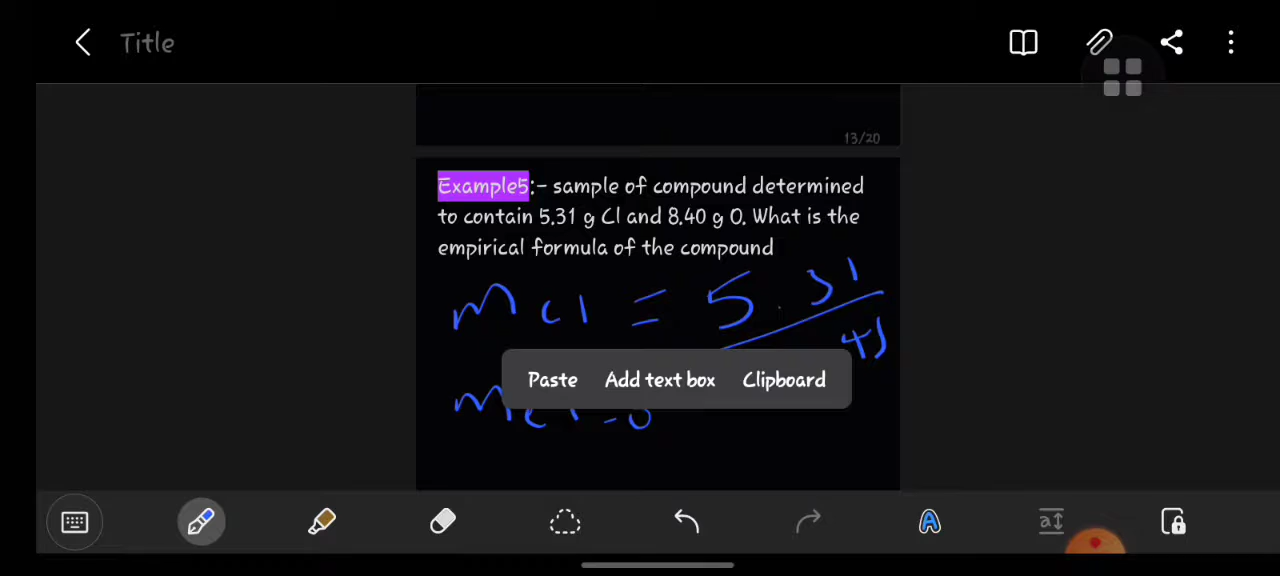 Title
13/20
Example5:- sample of compound determined
to contain 5.31 g Cl and 8.40 g O. What is the
empirical formula of the compound
m cl = 5.31
Paste Add text box Clipboard
A
a